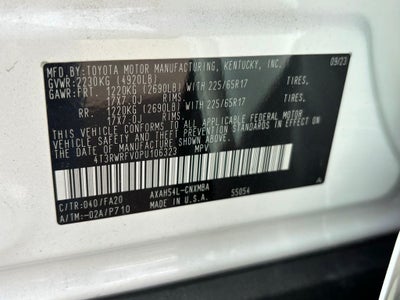 MFD.BY: TOYOTA MOTOR MANUFACTURING, KENTUCKY, INC. 09/23
GVWR: 2230KG (4920LB)
GAWR: FRT. 1220KG (2690LB) WITH 225/65R17 TIRES,
17X7.0J RIMS,
RR. 1220KG (2690LB) WITH 225/65R17 TIRES,
17X7.0J RIMS,
THIS VEHICLE CONFORMS TO ALL APPLICABLE FEDERAL MOTOR
VEHICLE SAFETY AND THEFT PREVENTION STANDARDS IN EFFECT
ON THE DATE OF MANUFACTURE SHOWN ABOVE.
4T3RWRFV0PU106323 MPV
AXAH54L-CNXMBA
C/TR: 040/FA20 55054
A/TM: -02A/P710